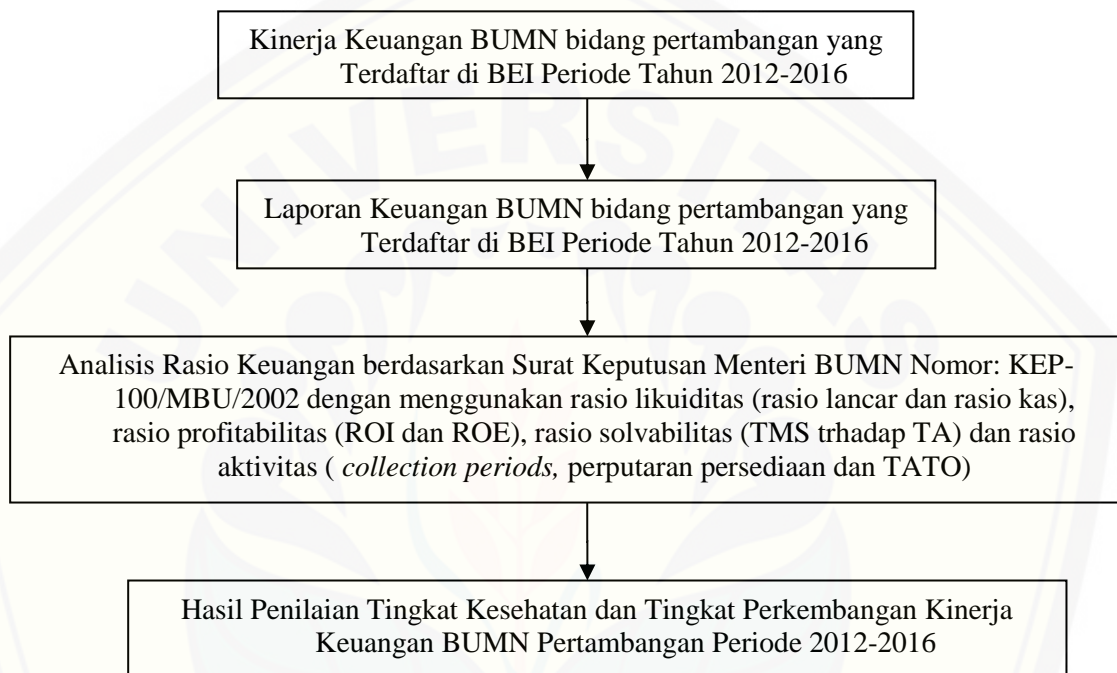 UNIVERSITAS
Kinerja Keuangan BUMN bidang pertambangan yang
Terdaftar di BEI Periode Tahun 2012-2016
Laporan Keuangan BUMN bidang pertambangan yang
Terdaftar di BEI Periode Tahun 2012-2016
Analisis Rasio Keuangan berdasarkan Surat Keputusan Menteri BUMN Nomor: KEP-
100/MBU/2002 dengan menggunakan rasio likuiditas (rasio lancar dan rasio kas),
rasio profitabilitas (ROI dan ROE), rasio solvabilitas (TMS trhadap TA) dan rasio
aktivitas ( collection periods, perputaran persediaan dan TATO)
Hasil Penilaian Tingkat Kesehatan dan Tingkat Perkembangan Kinerja
Keuangan BUMN Pertambangan Periode 2012-2016